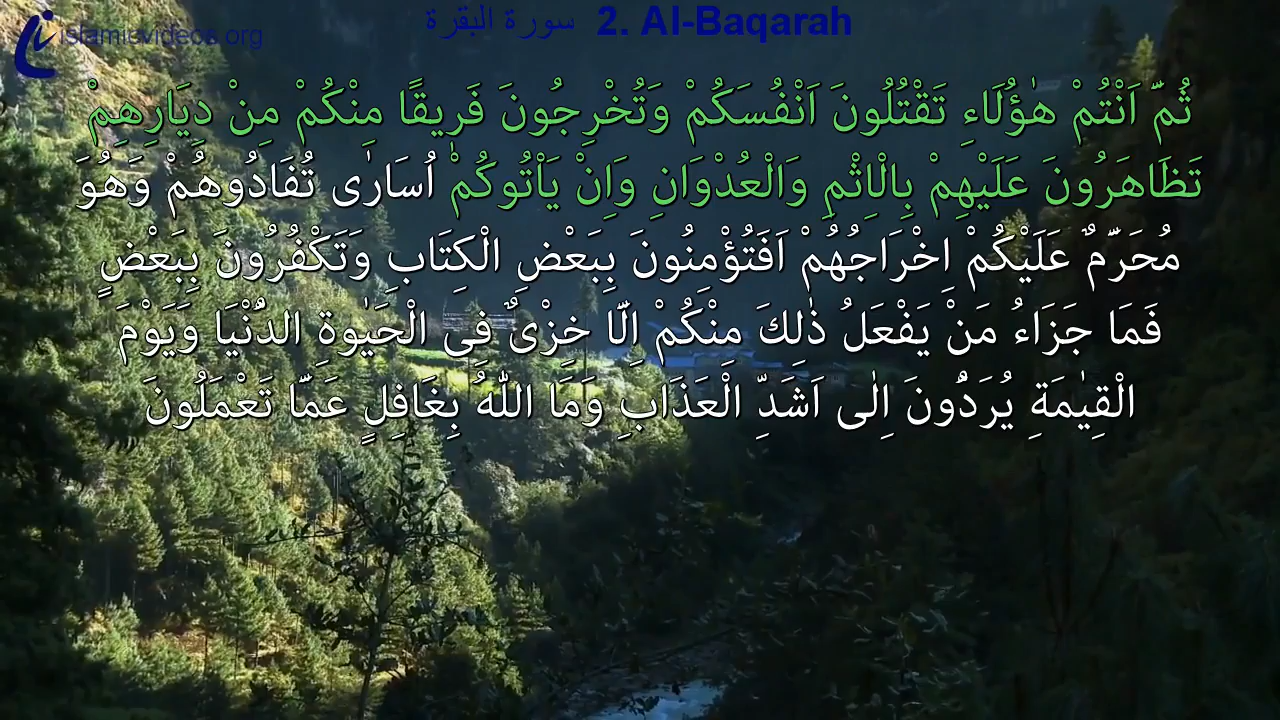 islamicvideos.org
سورة البقرة 2. Al-Baqarah
ثُمَّ اَنْتُمْ هٰؤُلَاءِ تَقْتُلُونَ اَنْفُسَكُمْ وَتُخْرِجُونَ فَرِيقًا مِنْكُمْ مِنْ دِيَارِهِمْ
تَظَاهَرُونَ عَلَيْهِمْ بِالْاِثْمِ وَالْعُدْوَانِ وَاِنْ يَاْتُوكُمْ اُسَارٰى تُفَادُوهُمْ وَهُوَ
مُحَرَّمٌ عَلَيْكُمْ اِخْرَاجُهُمْ اَفَتُؤْمِنُونَ بِبَعْضِ الْكِتَابِ وَتَكْفُرُونَ بِبَعْضٍ
فَمَا جَزَاءُ مَنْ يَفْعَلُ ذٰلِكَ مِنْكُمْ اِلَّا خِزْىٌ فِى الْحَيٰوةِ الدُّنْيَا وَيَوْمَ
الْقِيٰمَةِ يُرَدُّونَ اِلٰى اَشَدِّ الْعَذَابِ وَمَا اللّٰهُ بِغَافِلٍ عَمَّا تَعْمَلُونَ